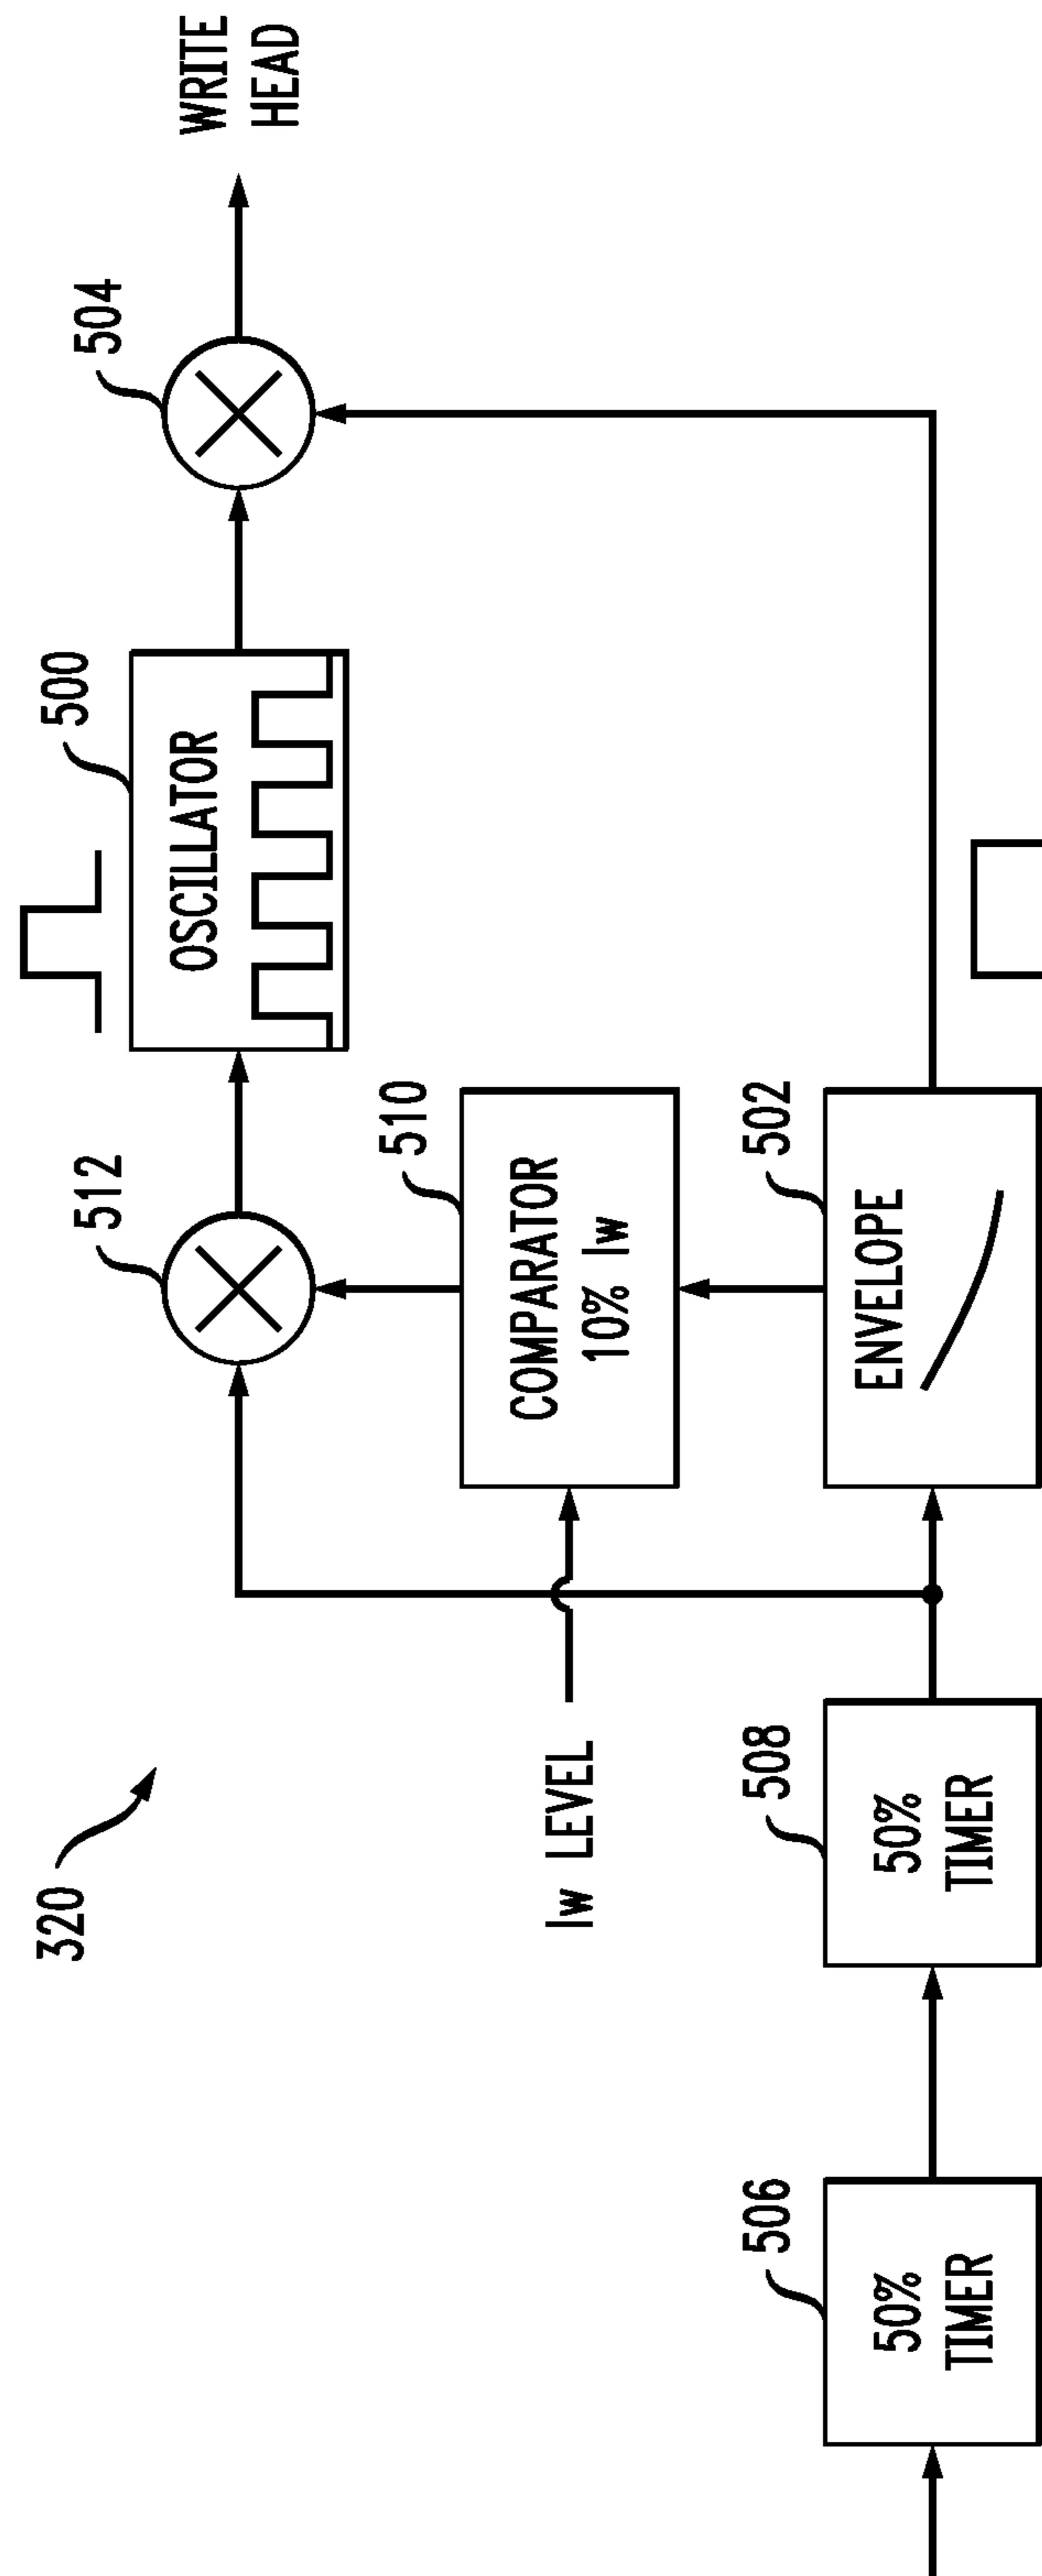 320
506
50%
TIMER
508
50%
TIMER
Iw LEVEL
512
510
COMPARATOR
10% Iw
502
ENVELOPE
500
OSCILLATOR
504
WRITE
HEAD